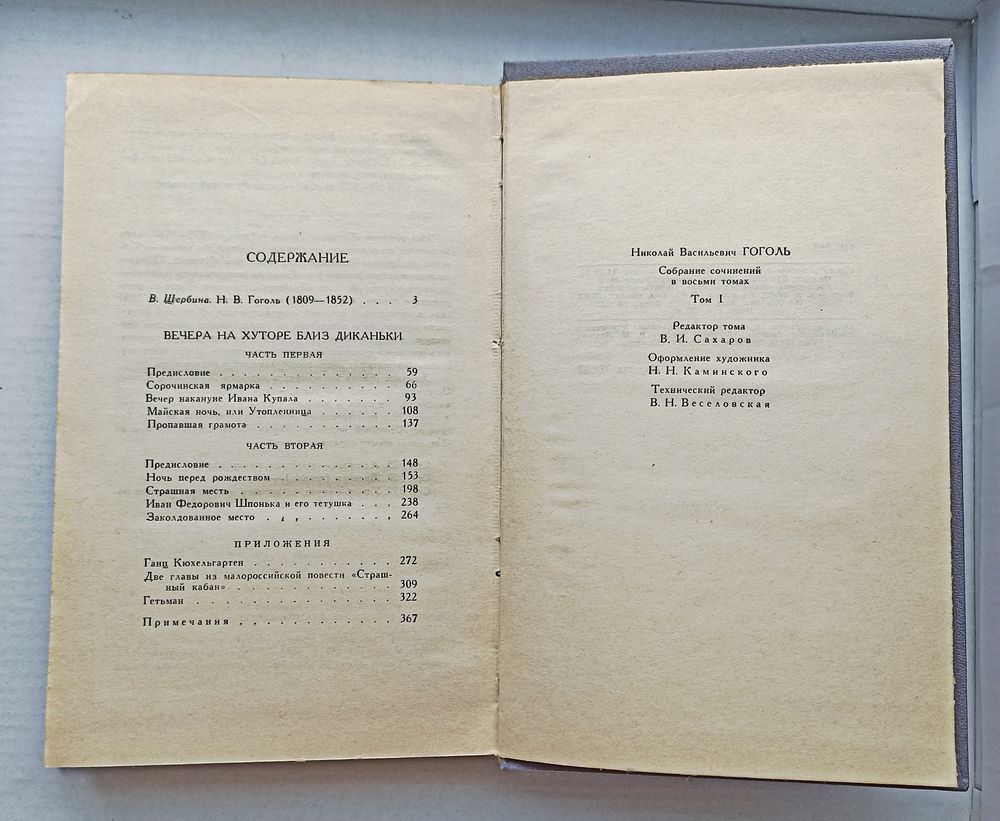 СОДЕРЖАНИЕ
В. Щербина. Н. В. Гоголь (1809—1852) . . . 3
ВЕЧЕРА НА ХУТОРЕ БЛИЗ ДИКАНЬКИ
ЧАСТЬ ПЕРВАЯ
Предисловие . . . . . . . . . . . . . 59
Сорочинская ярмарка . . . . . . . . . 66
Вечер накануне Ивана Купала . . . . . . . 93
Майская ночь, или Утопленница . . . . . . 108
Пропавшая грамота . . . . . . . . . . 137
ЧАСТЬ ВТОРАЯ
Предисловие . . . . . . . . . . . . . 148
Ночь перед рождеством . . . . . . . . . 153
Страшная месть . . . . . . . . . . . . 198
Иван Федорович Шпонька и его тетушка . . . 238
Заколдованное место . . . . . . . . . . 264
ПРИЛОЖЕНИЯ
Ганц Кюхельгартен . . . . . . . . . . 272
Две главы из малороссийской повести «Страш-
ный кабан» . . . . . . . . . . . . 309
Гетьман . . . . . . . . . . . . . . 322
Примечания . . . . . . . . . . . . 367
Николай Васильевич ГОГОЛЬ
Собрание сочинений
в восьми томах
Том I
Редактор тома
В. И. Сахаров
Оформление художника
Н. Н. Каминского
Технический редактор
В. Н. Веселовская